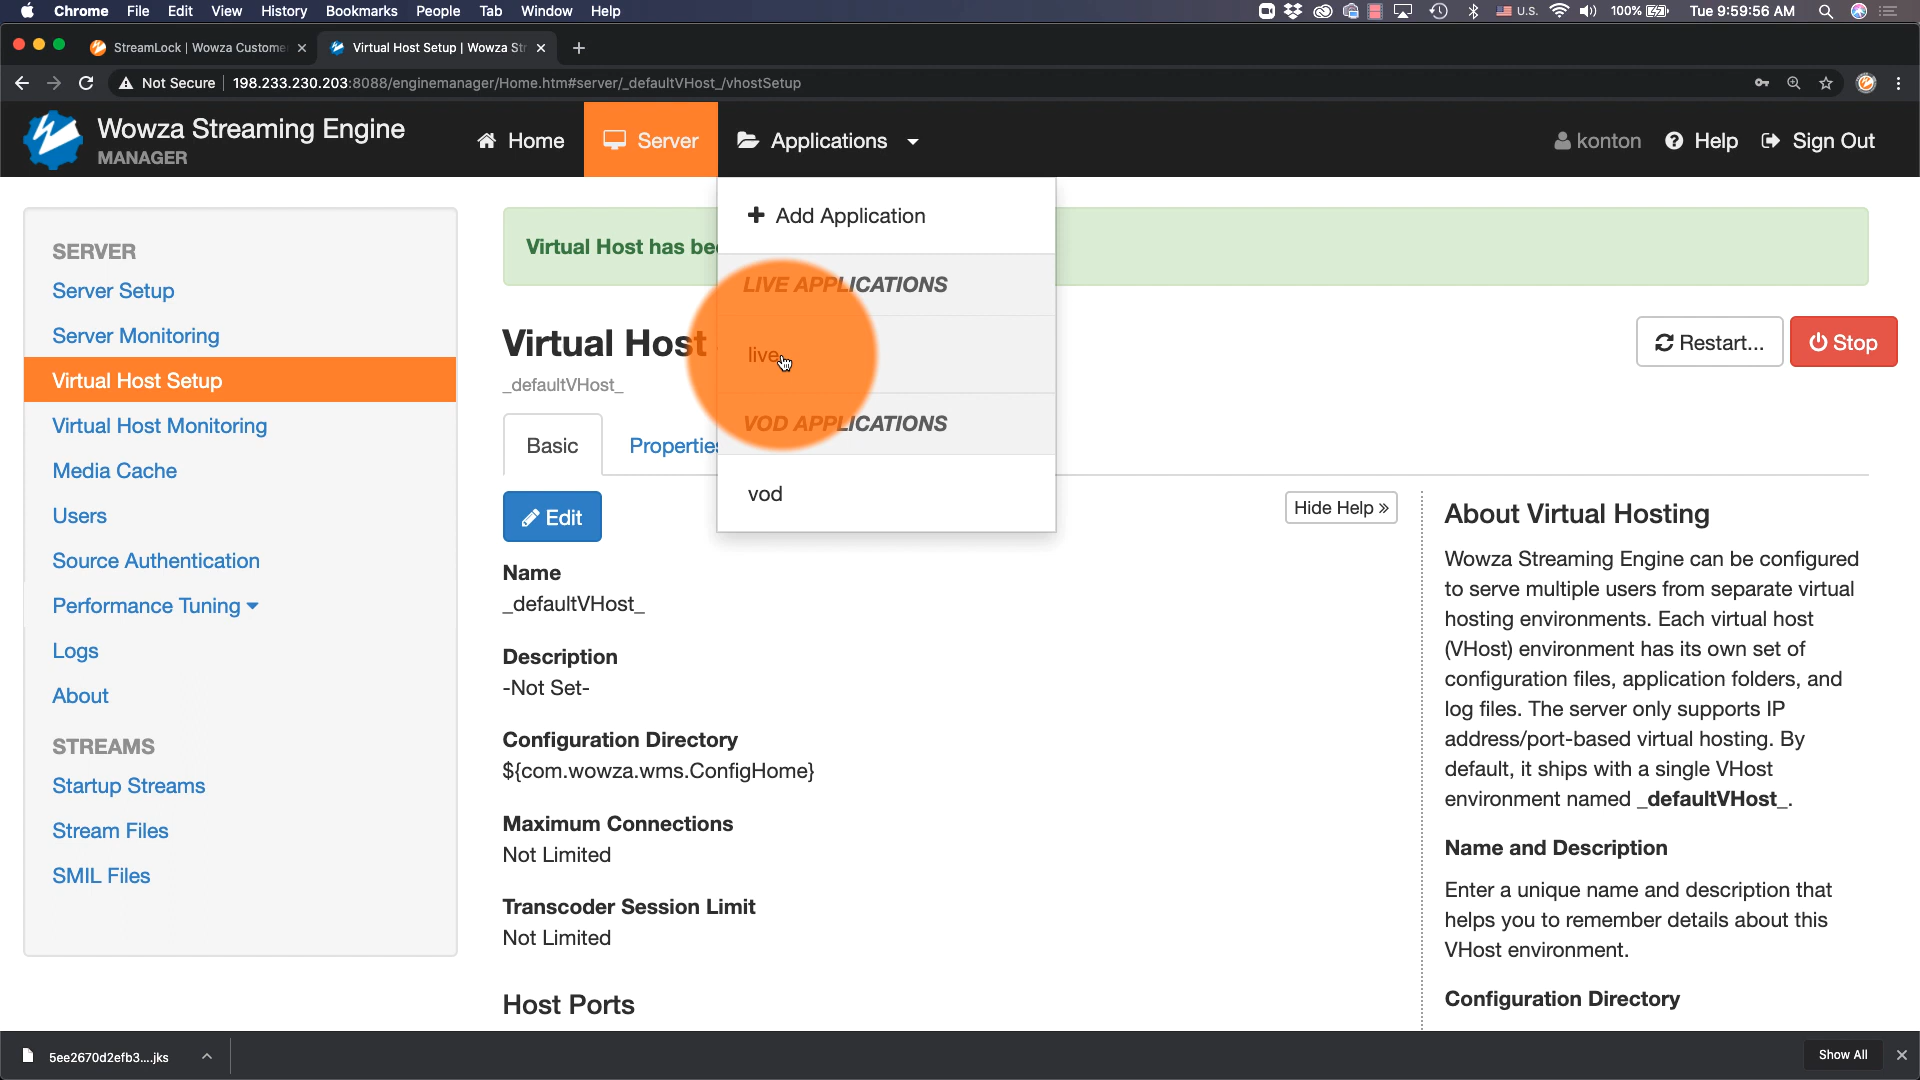 Chrome File Edit View History Bookmarks People Tab Window Help
U.S. 100% Tue 9:59:56 AM
StreamLock | Wowza Custome
Virtual Host Setup | Wowza Str
Not Secure 198.233.230.203:8088/enginemanager/Home.htm#server/_defaultVHost_/vhostSetup
Wowza Streaming Engine
MANAGER
Home
Server
Applications
konton
Help
Sign Out
+ Add Application
LIVE APPLICATIONS
live
VOD APPLICATIONS
vod
SERVER
Server Setup
Server Monitoring
Virtual Host Setup
Virtual Host Monitoring
Media Cache
Users
Source Authentication
Performance Tuning
Logs
About
STREAMS
Startup Streams
Stream Files
SMIL Files
Virtual Host has bee
Virtual Host
_defaultVHost_
Restart...
Stop
Basic
Properties
Edit
Hide Help »
Name
_defaultVHost_
Description
-Not Set-
Configuration Directory
${com.wowza.wms.ConfigHome}
Maximum Connections
Not Limited
Transcoder Session Limit
Not Limited
Host Ports
About Virtual Hosting
Wowza Streaming Engine can be configured
to serve multiple users from separate virtual
hosting environments. Each virtual host
(VHost) environment has its own set of
configuration files, application folders, and
log files. The server only supports IP
address/port-based virtual hosting. By
default, it ships with a single VHost
environment named _defaultVHost_.
Name and Description
Enter a unique name and description that
helps you to remember details about this
VHost environment.
Configuration Directory
5ee2670d2efb3....jks
Show All